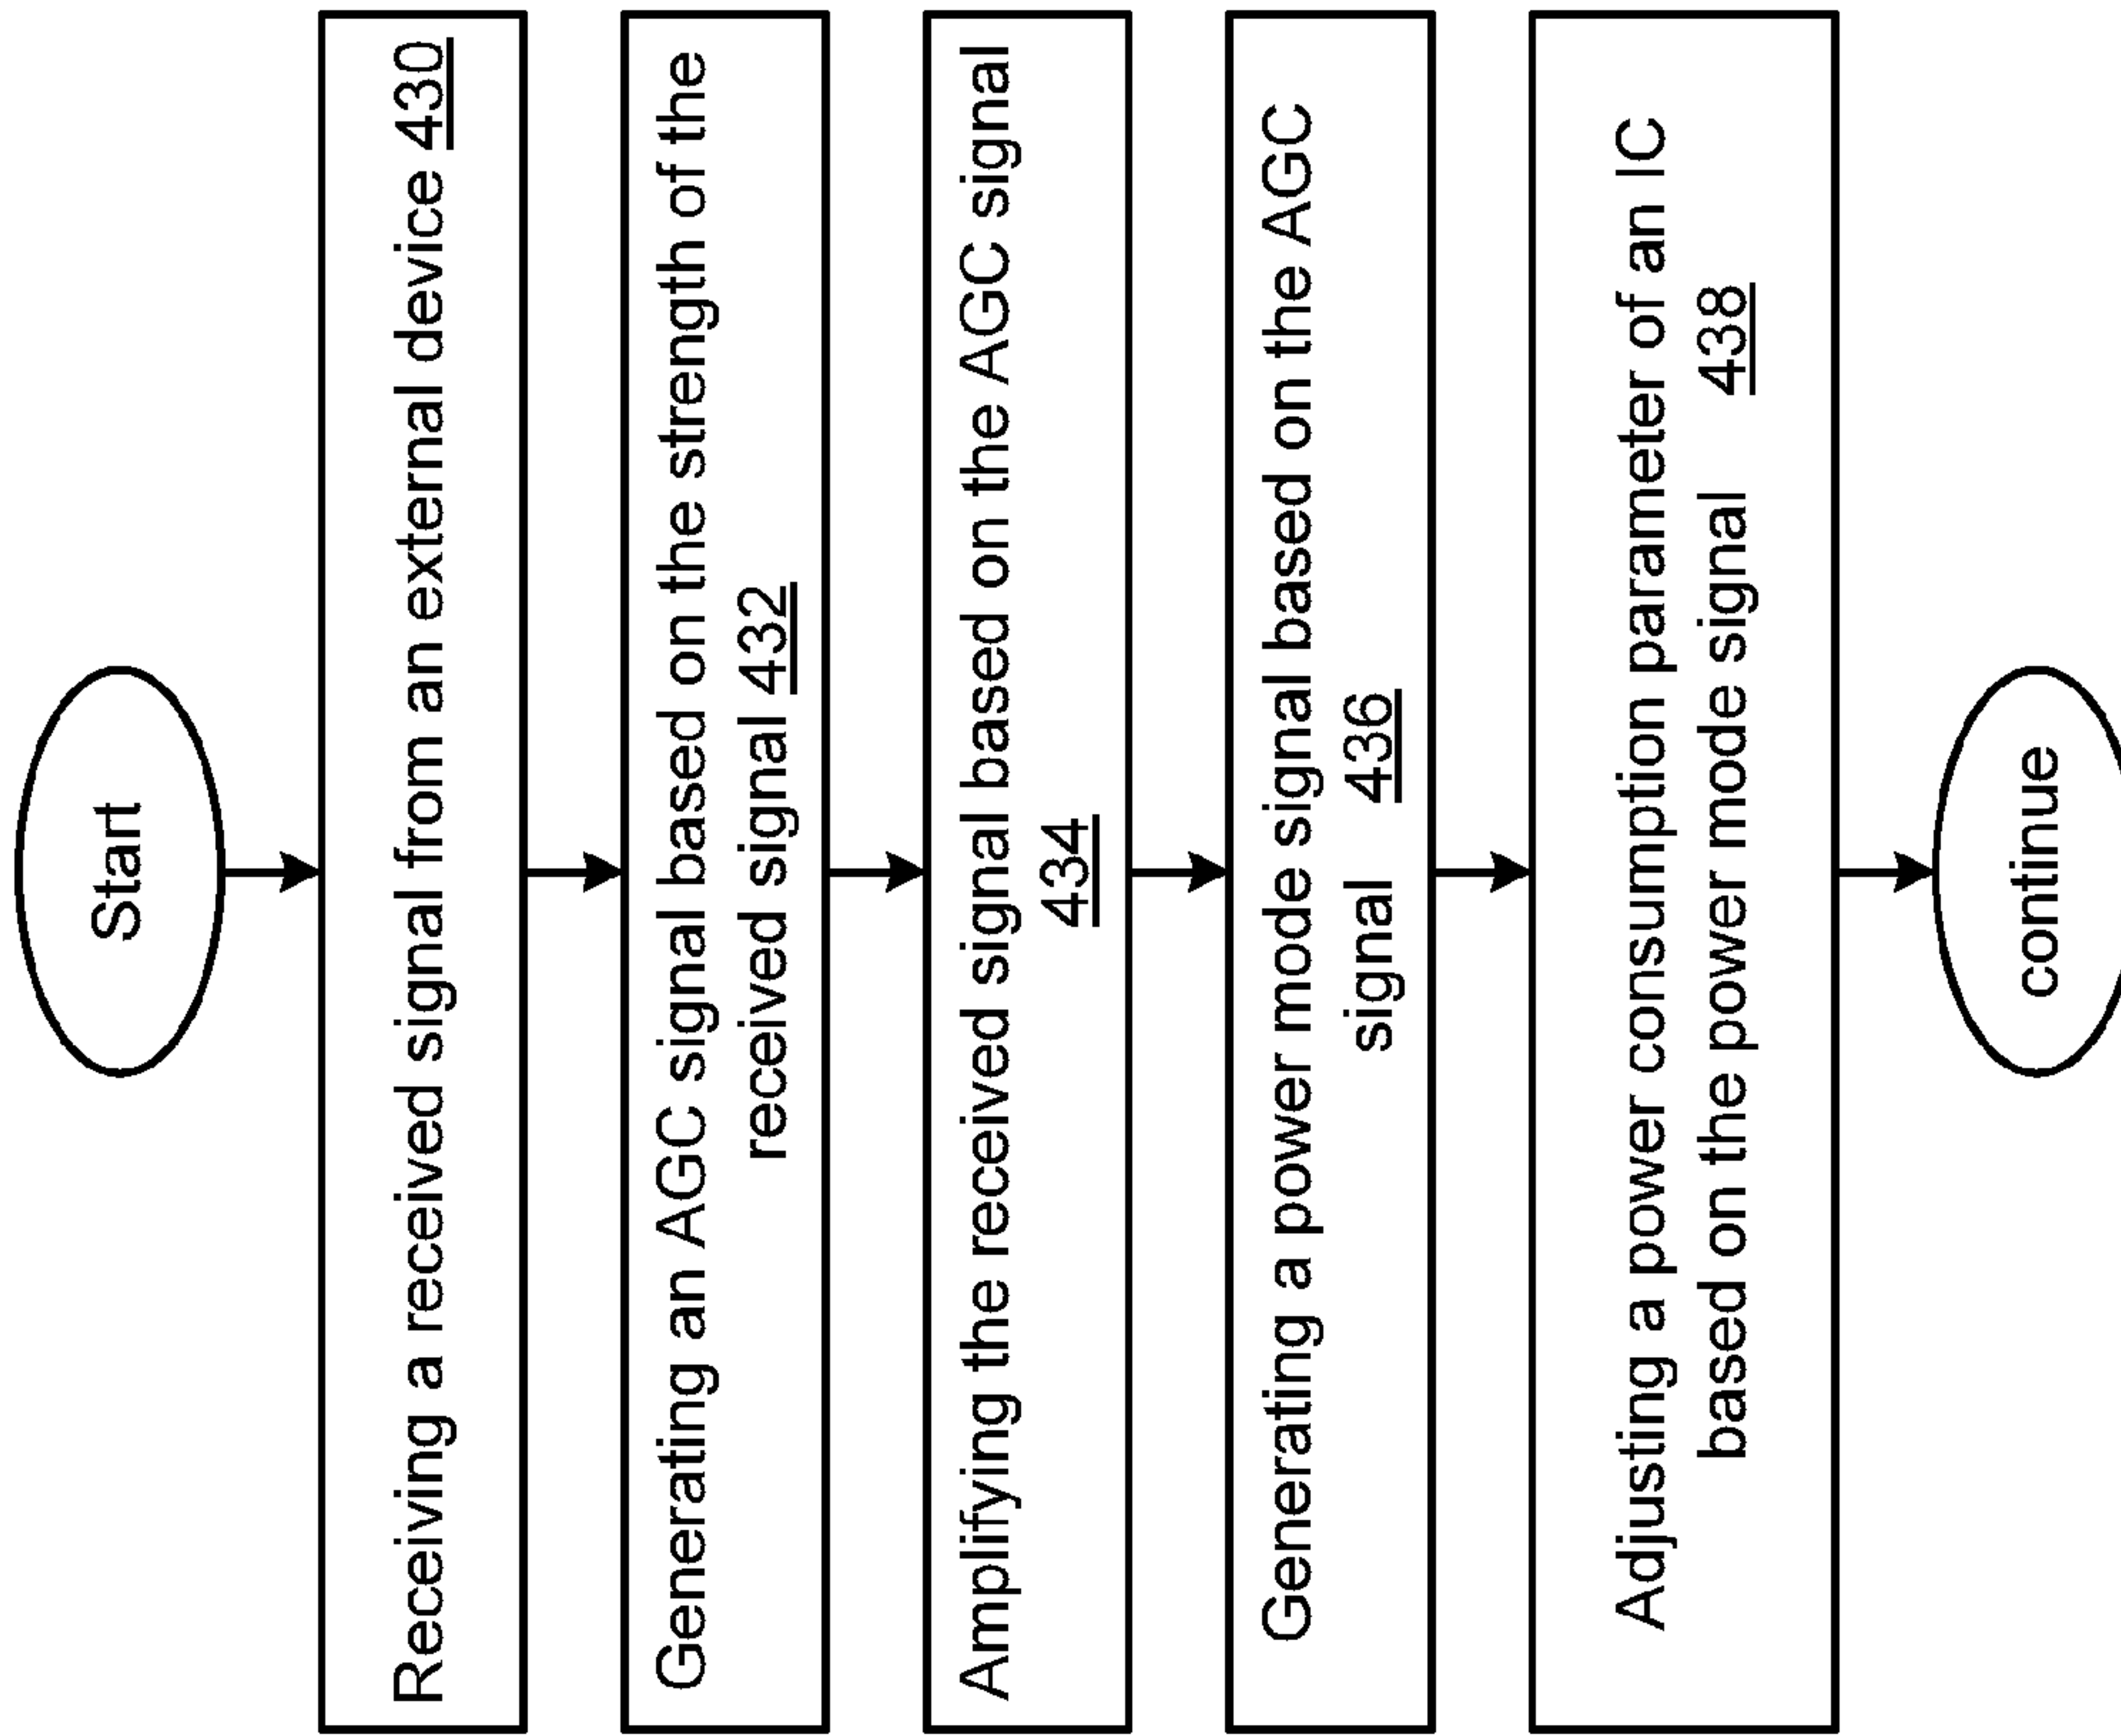 Start
Receiving a received signal from an external device 430
Generating an AGC signal based on the strength of the
received signal 432
Amplifying the received signal based on the AGC signal
434
Generating a power mode signal based on the AGC
signal 436
Adjusting a power consumption parameter of an IC
based on the power mode signal 438
continue